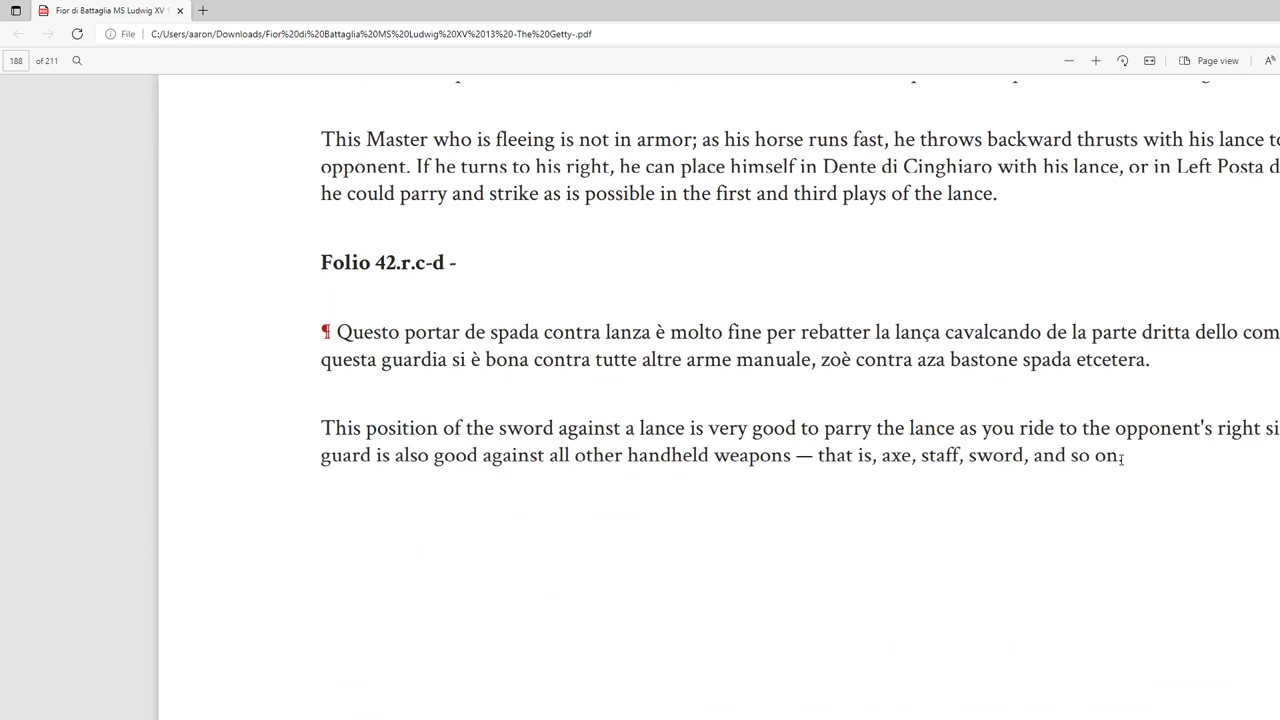 Fior di Battaglia MS Ludwig XV 1
File C:/Users/aaron/Downloads/Fior%20di%20Battaglia%20MS%20Ludwig%20XV%2013%20-The%20Getty-.pdf
188 of 211 Page view
This Master who is fleeing is not in armor; as his horse runs fast, he throws backward thrusts with his lance to
opponent. If he turns to his right, he can place himself in Dente di Cinghiaro with his lance, or in Left Posta d
he could parry and strike as is possible in the first and third plays of the lance.
Folio 42.r.c-d -
¶ Questo portar de spada contra lanza è molto fine per rebatter la lança cavalcando de la parte dritta dello com
questa guardia si è bona contra tutte altre arme manuale, zoè contra aza bastone spada etcetera.
This position of the sword against a lance is very good to parry the lance as you ride to the opponent's right si
guard is also good against all other handheld weapons — that is, axe, staff, sword, and so on.